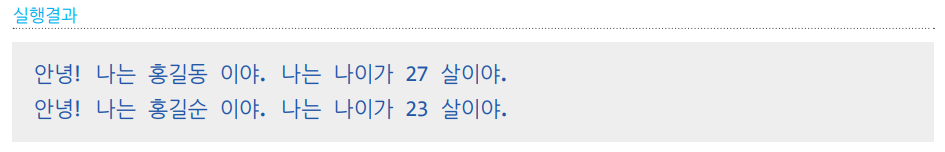 실행결과
안녕! 나는 홍길동 이야. 나는 나이가 27 살이야.
안녕! 나는 홍길순 이야. 나는 나이가 23 살이야.